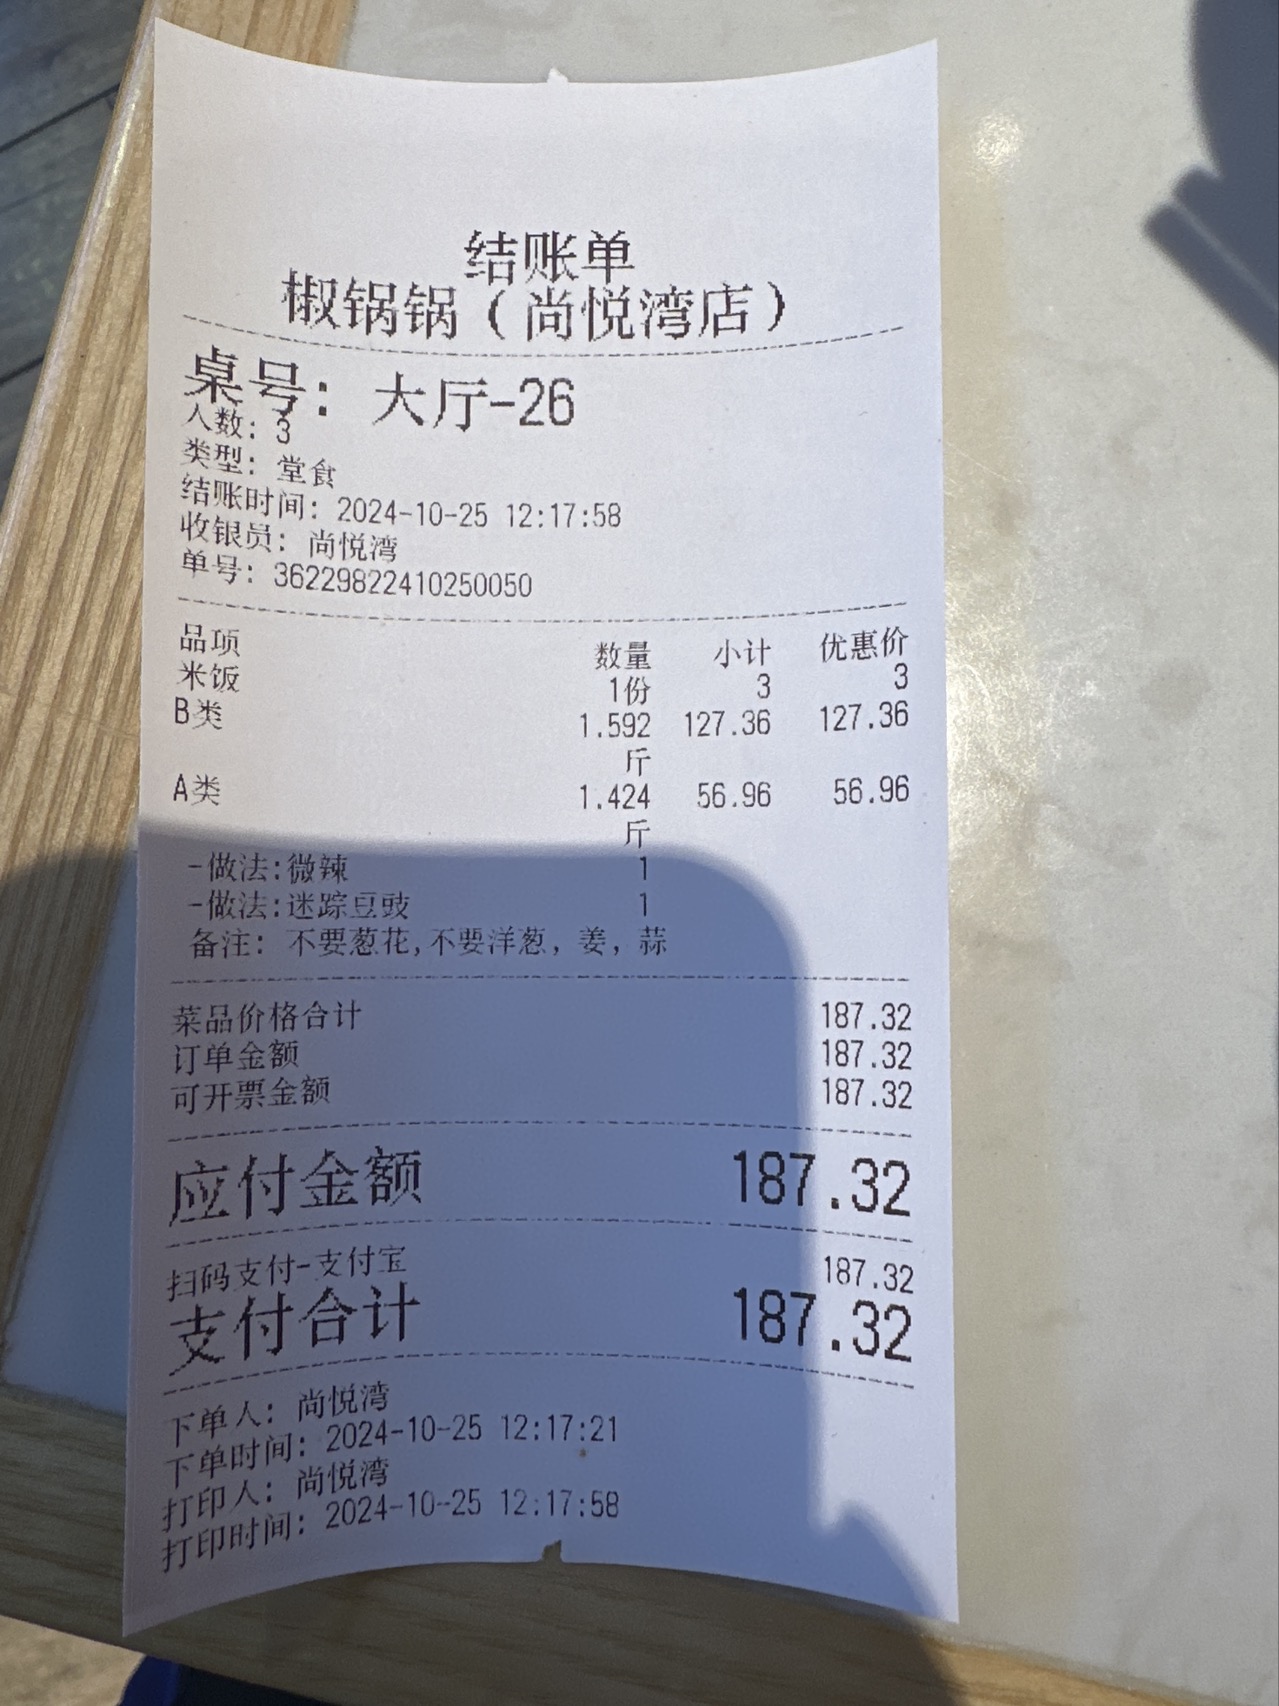 结账单
椒锅锅（尚悦湾店）
桌号：大厅-26
人数：3
类型：堂食
结账时间：2024-10-25 12:17:58
收银员：尚悦湾
单号：36229822410250050
品项 数量 小计 优惠价
米饭 1份 3 3
B类 1.592 127.36 127.36
斤
A类 1.424 56.96 56.96
斤
-做法:微辣 1
-做法:迷踪豆豉 1
备注：不要葱花,不要洋葱，姜，蒜
菜品价格合计 187.32
订单金额 187.32
可开票金额 187.32
应付金额 187.32
扫码支付-支付宝 187.32
支付合计 187.32
下单人：尚悦湾
下单时间：2024-10-25 12:17:21
打印人：尚悦湾
打印时间：2024-10-25 12:17:58